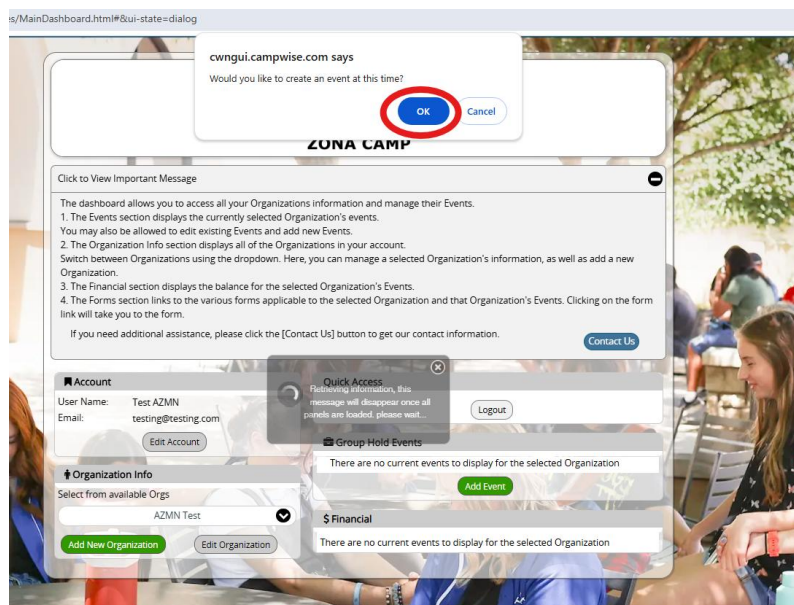 es/MainDashboard.html#&ui-state=dialog
cwngui.campwise.com says
Would you like to create an event at this time?
OK
Cancel
ZONA CAMP
Click to View Important Message
The dashboard allows you to access all your Organizations information and manage their Events.
1. The Events section displays the currently selected Organization's events.
You may also be allowed to edit existing Events and add new Events.
2. The Organization Info section displays all of the Organizations in your account.
Switch between Organizations using the dropdown. Here, you can manage a selected Organization's information, as well as add a new
Organization.
3. The Financial section displays the balance for the selected Organization's Events.
4. The Forms section links to the various forms applicable to the selected Organization and that Organization's Events. Clicking on the form
link will take you to the form.
If you need additional assistance, please click the [Contact Us] button to get our contact information.
Contact Us
Account
User Name: Test AZMN
Email: testing@testing.com
Edit Account
Organization Info
Select from available Orgs
AZMN Test
Add New Organization
Edit Organization
Retrieving information, this
message will disappear once all
panels are loaded. please wait...
Quick Access
Logout
Group Hold Events
There are no current events to display for the selected Organization
Add Event
$ Financial
There are no current events to display for the selected Organization